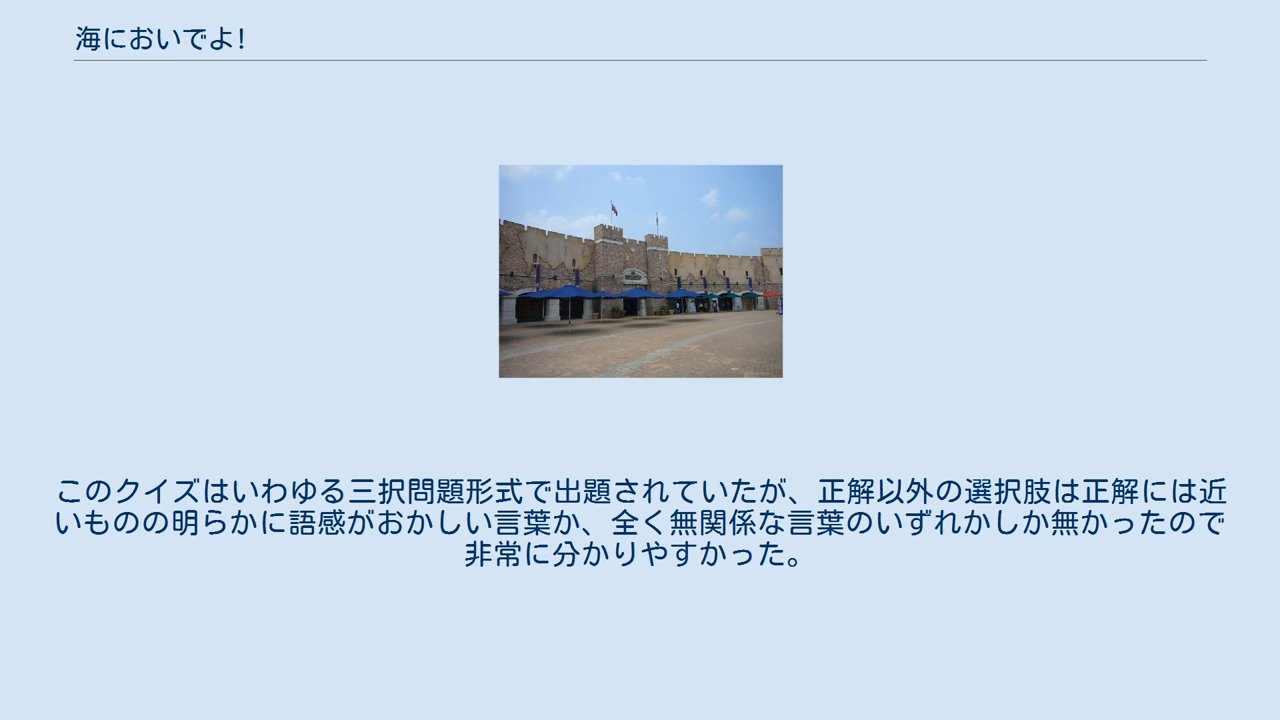 海においでよ!
このクイズはいわゆる三択問題形式で出題されていたが、正解以外の選択肢は正解には近
いものの明らかに語感がおかしい言葉か、全く無関係な言葉のいずれかしか無かったので
非常に分かりやすかった。